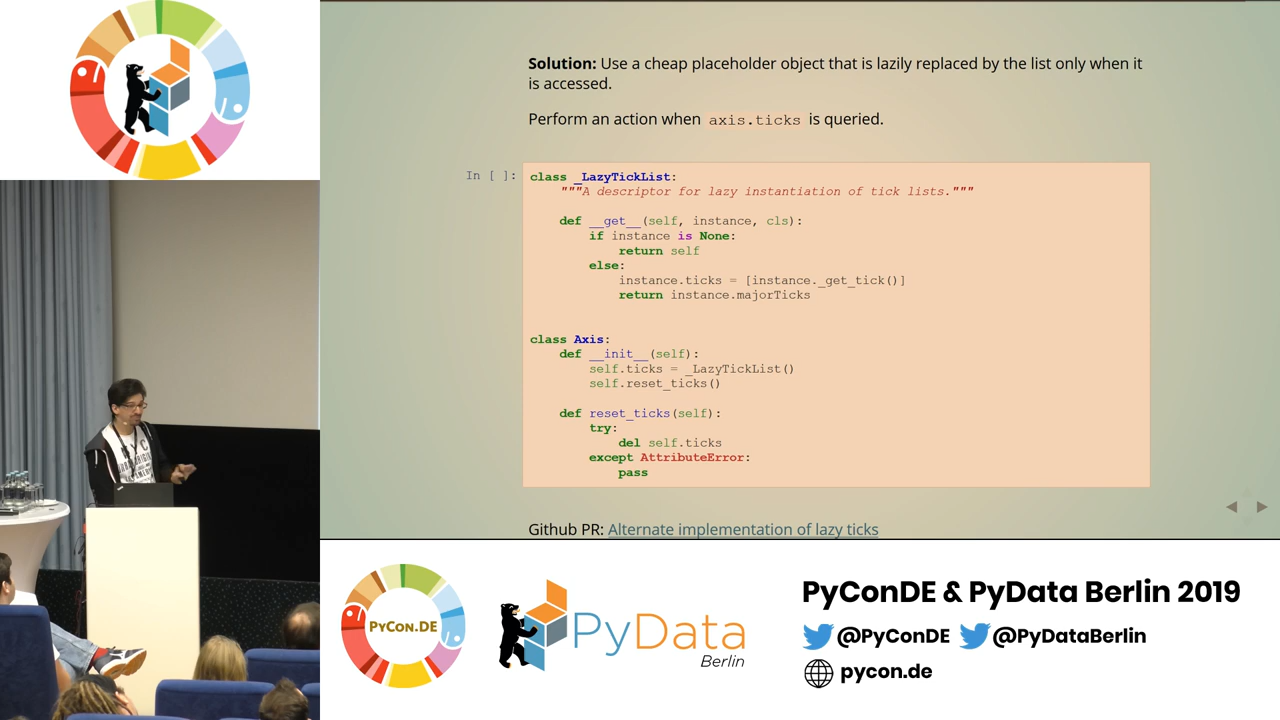 Solution: Use a cheap placeholder object that is lazily replaced by the list only when it
is accessed.
Perform an action when axis.ticks is queried.
In [ ]:
class _LazyTickList:
    """A descriptor for lazy instantiation of tick lists."""
    def __get__(self, instance, cls):
        if instance is None:
            return self
        else:
            instance.ticks = [instance._get_tick()]
            return instance.majorTicks
class Axis:
    def __init__(self):
        self.ticks = _LazyTickList()
        self.reset_ticks()
    def reset_ticks(self):
        try:
            del self.ticks
        except AttributeError:
            pass
Github PR: Alternate implementation of lazy ticks
PYCON.DE
PyData
Berlin
PyConDE & PyData Berlin 2019
@PyConDE @PyDataBerlin
pycon.de